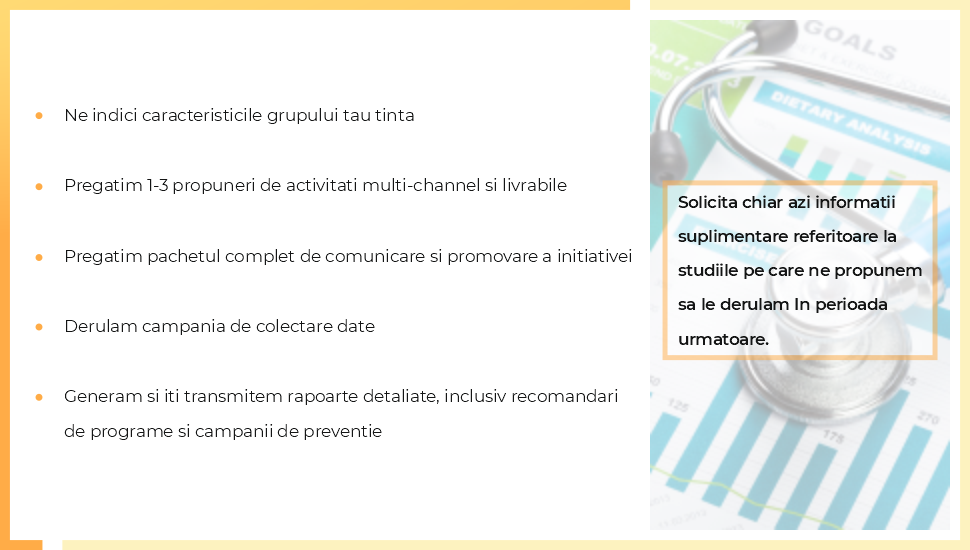 Ne indici caracteristicile grupului tau tinta
Pregatim 1-3 propuneri de activitati multi-channel si livrabile
Pregatim pachetul complet de comunicare si promovare a initiativei
Derulam campania de colectare date
Generam si iti transmitem rapoarte detaliate, inclusiv recomandari
de programe si campanii de preventie
GOALS
DIETARY ANALYSIS
Solicita chiar azi informatii
suplimentare referitoare la
studiile pe care ne propunem
sa le derulam In perioada
urmatoare.
125
175
270